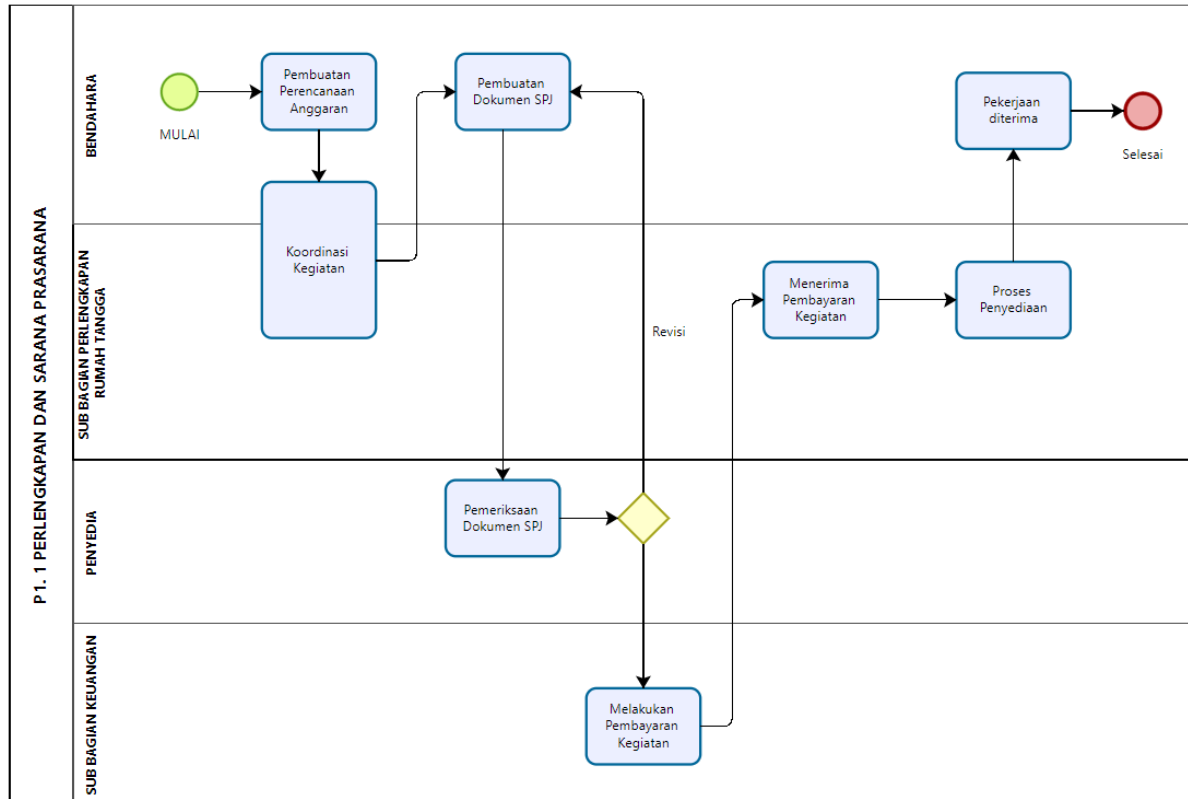 P1. 1 PERLENGKAPAN DAN SARANA PRASARANA
BENDAHARA
MULAI
Pembuatan
Perencanaan
Anggaran
Pembuatan
Dokumen SPJ
Pekerjaan
diterima
Selesai
SUB BAGIAN PERLENGKAPAN
RUMAH TANGGA
Koordinasi
Kegiatan
Revisi
Menerima
Pembayaran
Kegiatan
Proses
Penyediaan
PENYEDIA
Pemeriksaan
Dokumen SPJ
SUB BAGIAN KEUANGAN
Melakukan
Pembayaran
Kegiatan